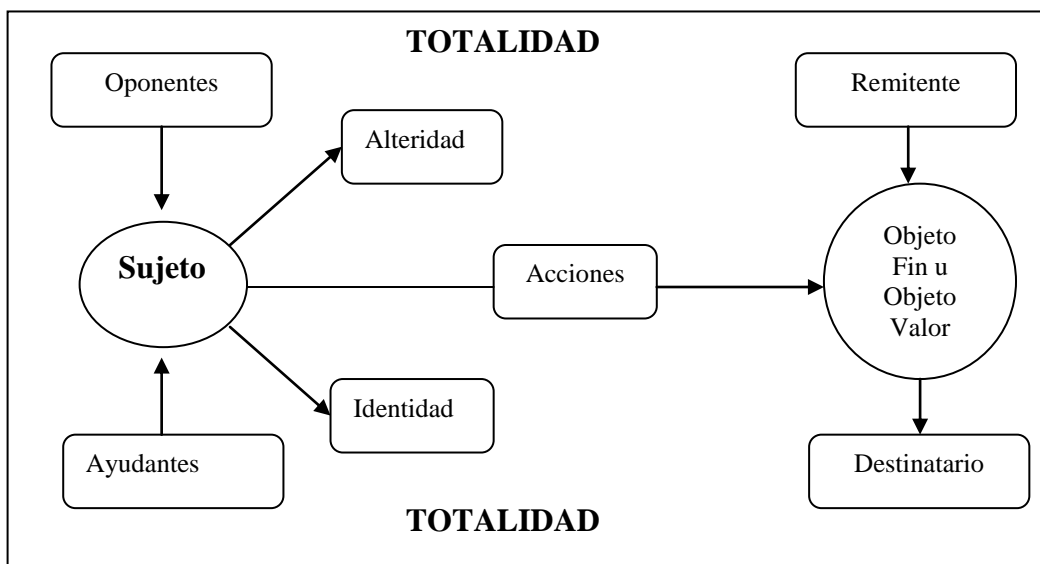 TOTALIDAD
Oponentes
Remitente
Alteridad
Sujeto
Acciones
Objeto
Fin u
Objeto
Valor
Identidad
Ayudantes
Destinatario
TOTALIDAD